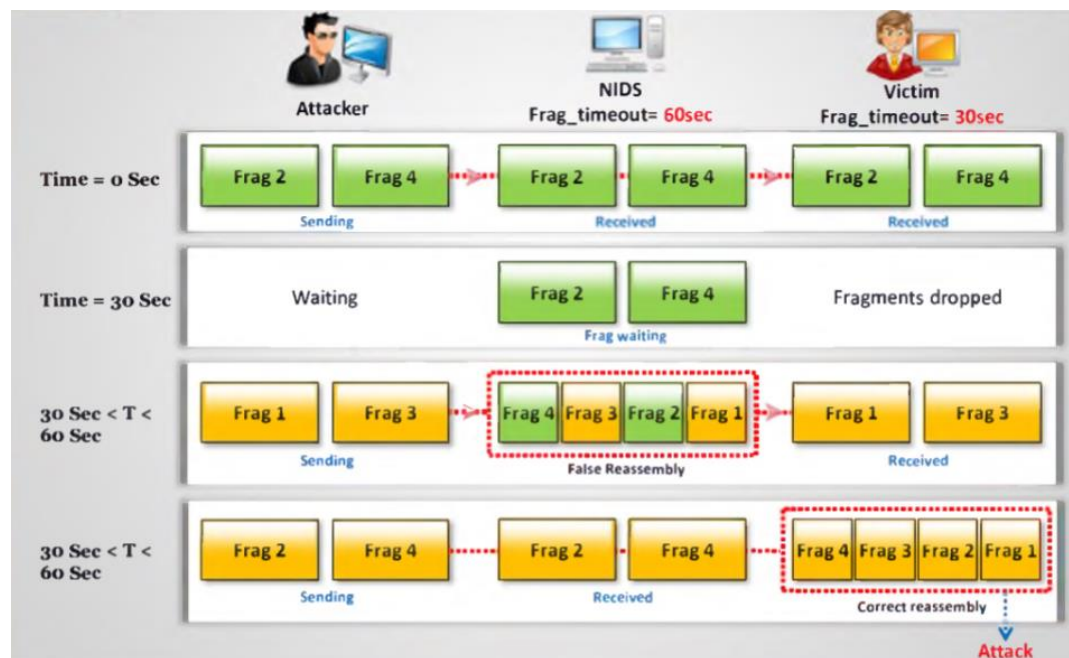 Attacker
NIDS
Frag_timeout= 60sec
Victim
Frag_timeout= 30sec
Time = 0 Sec
Frag 2 Frag 4 Frag 2 Frag 4 Frag 2 Frag 4
Sending Received Received
Time = 30 Sec
Waiting Frag 2 Frag 4 Fragments dropped
Frag waiting
30 Sec < T <
60 Sec
Frag 1 Frag 3 Frag 4 Frag 3 Frag 2 Frag 1 Frag 1 Frag 3
Sending False Reassembly Received
30 Sec < T <
60 Sec
Frag 2 Frag 4 Frag 2 Frag 4 Frag 4 Frag 3 Frag 2 Frag 1
Sending Received Correct reassembly
Attack